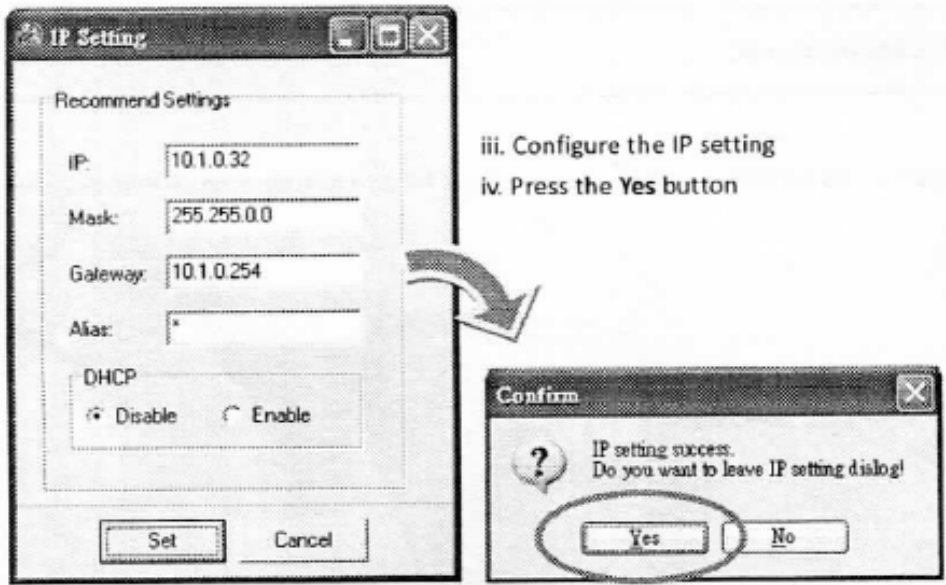 IP Setting
Recommend Settings
IP: 10.1.0.32
Mask: 255.255.0.0
Gateway: 10.1.0.254
Alias: *
DHCP
Disable Enable
Set Cancel
iii. Configure the IP setting
iv. Press the Yes button
Confirm
IP setting success.
Do you want to leave IP setting dialog!
Yes No